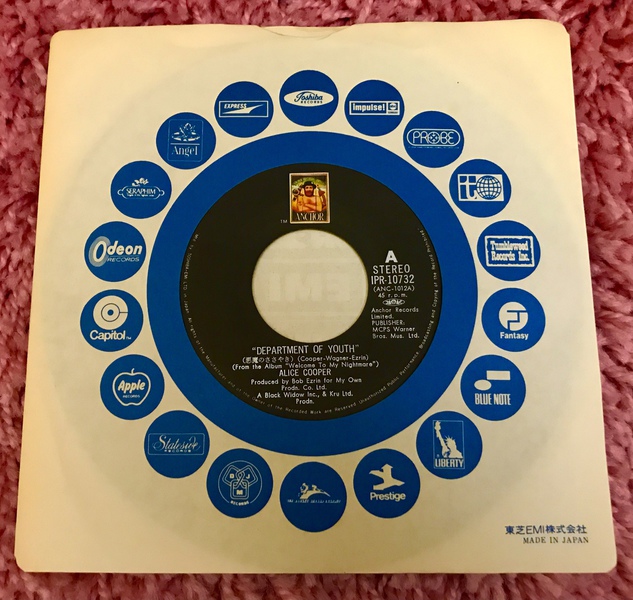 Toshiba
RECORDS
impulse!
PROBE
Tumbleweed
Records Inc.
Fantasy
BLUE NOTE
LIBERTY
Prestige
B J
M
RECORDS
Stateside
RECORDS
Apple
RECORDS
Capitol
Odeon
RECORDS
SERAPHIM
Angel
EXPRESS
TM
ANCHOR
A
STEREO
IPR-10732
(ANC-1012A)
45 r.p.m.
Anchor Records
Limited.
PUBLISHER:
MCPS Warner
Bros. Mus. Ltd.
"DEPARTMENT OF YOUTH"
(悪魔のささやき) (Cooper-Wagner-Ezrin)
(From the Album "Welcome To My Nightmare")
ALICE COOPER
Produced by Bob Ezrin for My Own
Prodn. Co. Ltd.
A Black Widow Inc., & Kru Ltd.
Prodn.
東芝EMI株式会社
MADE IN JAPAN